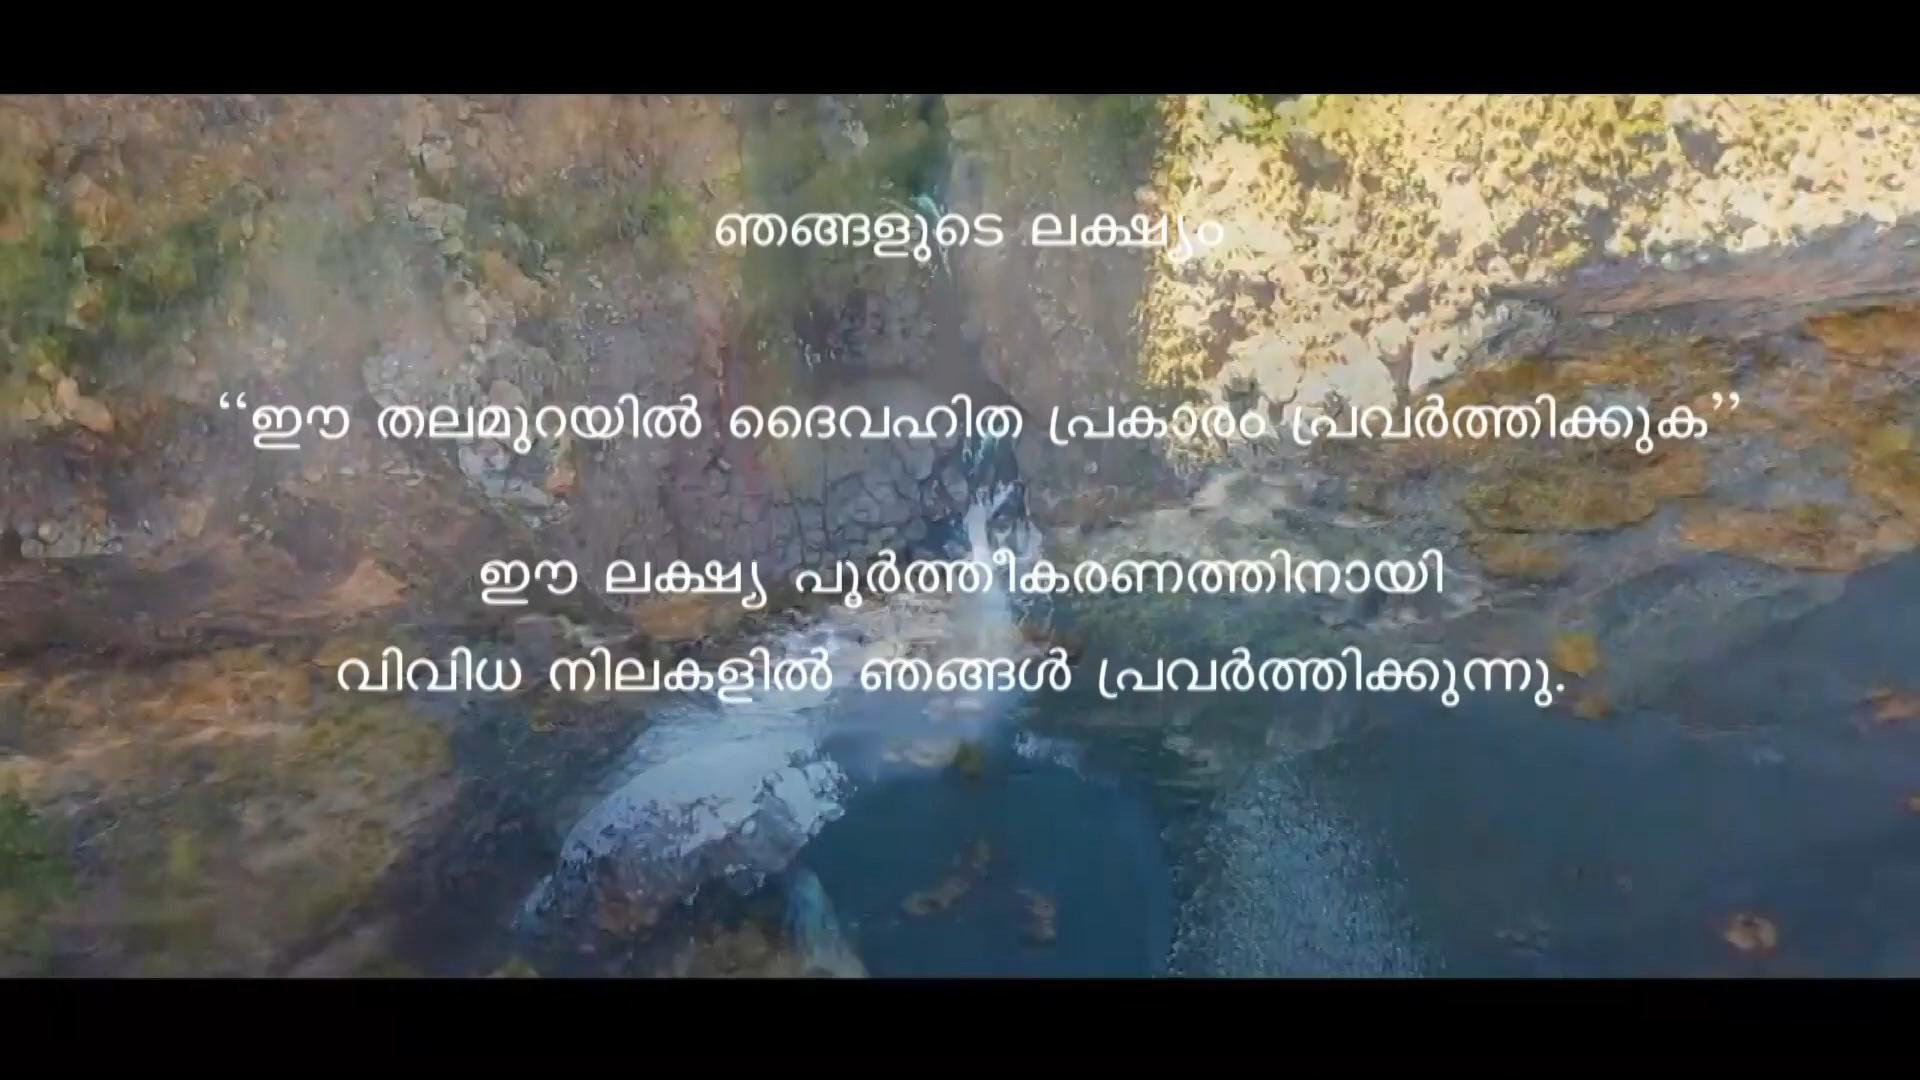 ഞങ്ങളുടെ ലക്ഷ്യം
‘‘ഈ തലമുറയിൽ ദൈവഹിത പ്രകാരം പ്രവർത്തിക്കുക’’
ഈ ലക്ഷ്യ പൂർത്തീകരണത്തിനായി
വിവിധ നിലകളിൽ ഞങ്ങൾ പ്രവർത്തിക്കുന്നു.